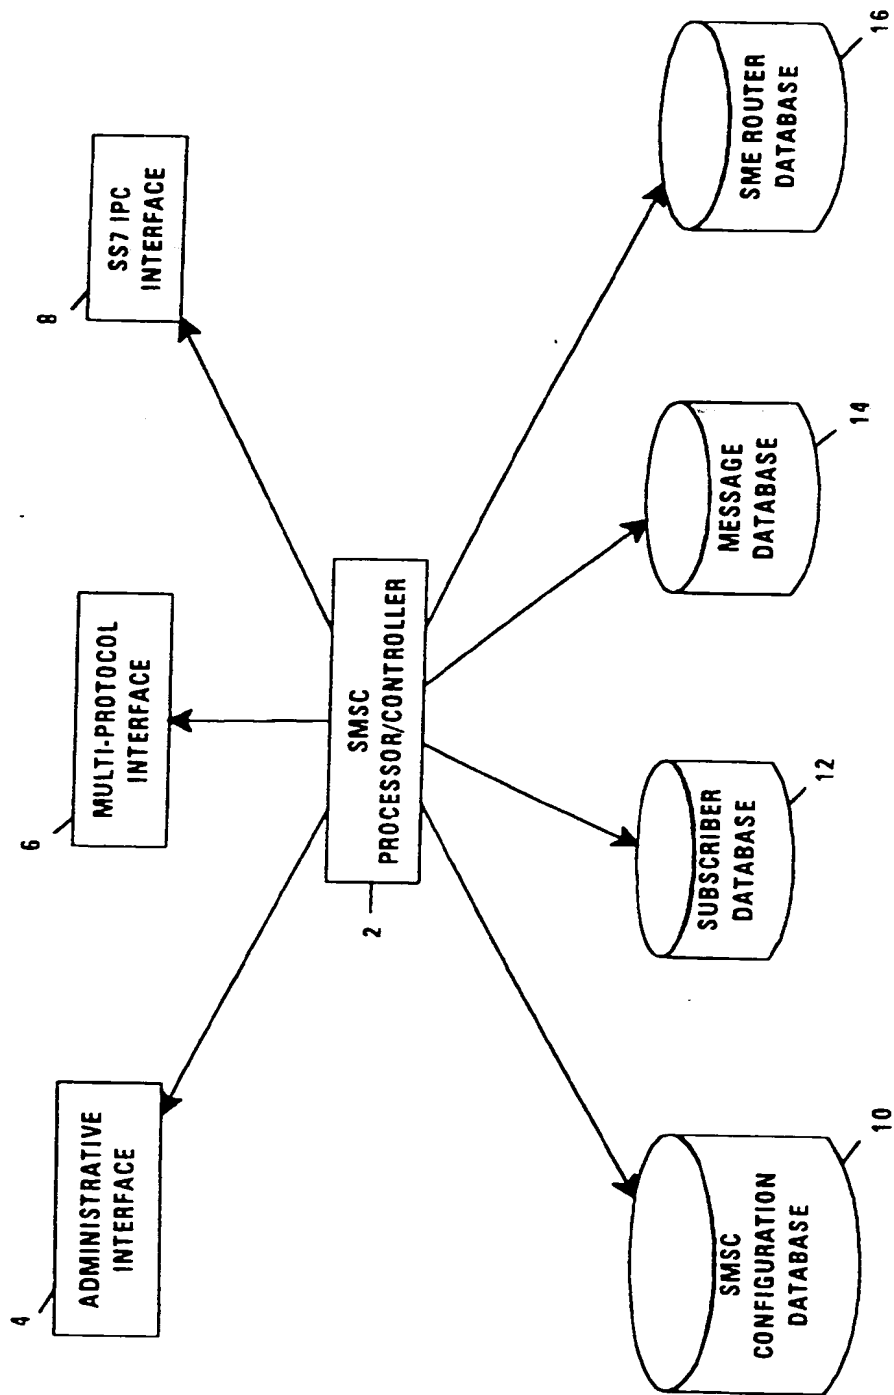 4
ADMINISTRATIVE
INTERFACE
6
MULTI-PROTOCOL
INTERFACE
8
SS7 IPC
INTERFACE
2
SMSC
PROCESSOR/CONTROLLER
SMSC
CONFIGURATION
DATABASE
10
SUBSCRIBER
DATABASE
12
MESSAGE
DATABASE
14
SME ROUTER
DATABASE
16